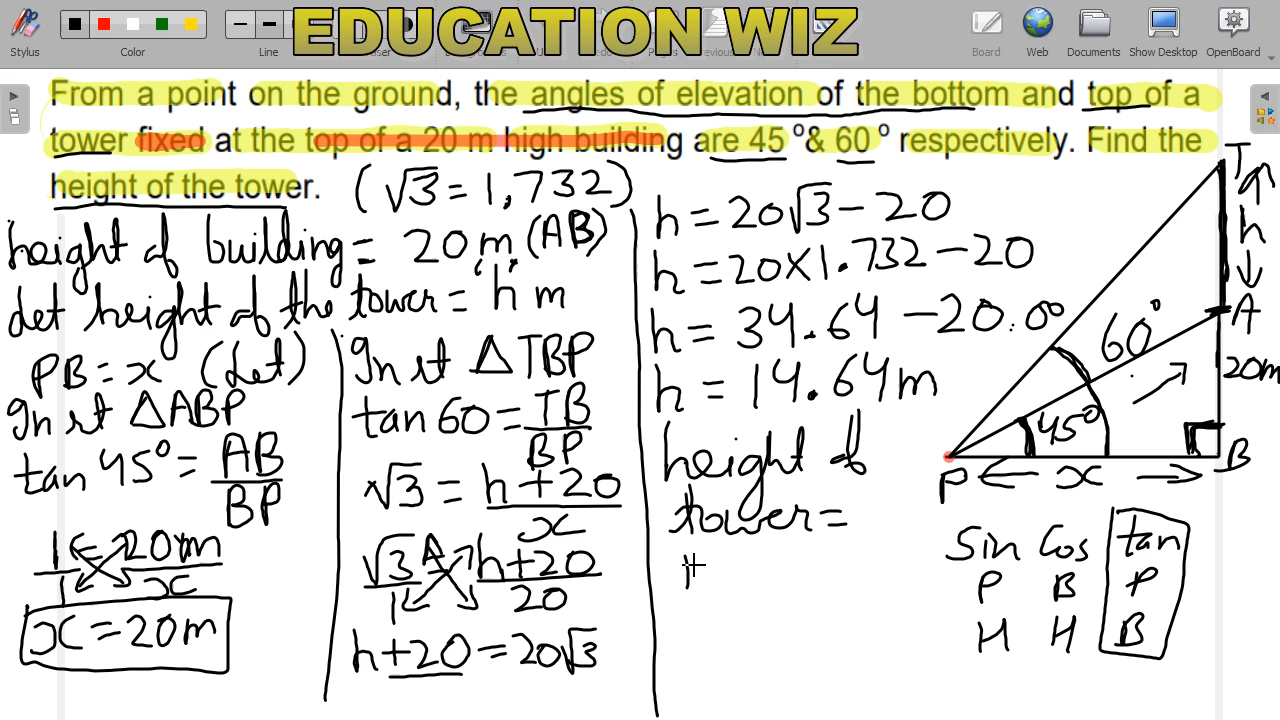 EDUCATION WIZ
Stylus
Color
Line
Board
Web
Documents
Show Desktop
OpenBoard
From a point on the ground, the angles of elevation of the bottom and top of a
tower fixed at the top of a 20 m high building are 45° & 60° respectively. Find the
height of the tower. (√3 = 1.732)
height of building = 20 m (AB)
Let height of the tower = 'h' m
PB = x (Let)
In rt △ABP
tan 45° = AB/BP
1/1 = 20m/x
x = 20m
In rt △TBP
tan 60 = TB/BP
√3 = h+20/x
√3/1 = h+20/20
h+20 = 20√3
h = 20√3 - 20
h = 20×1.732 - 20
h = 34.64 - 20.00
h = 14.64m
height of
tower =
T
h
A
60°
20m
45°
P x B
Sin Cos tan
P B P
H H B